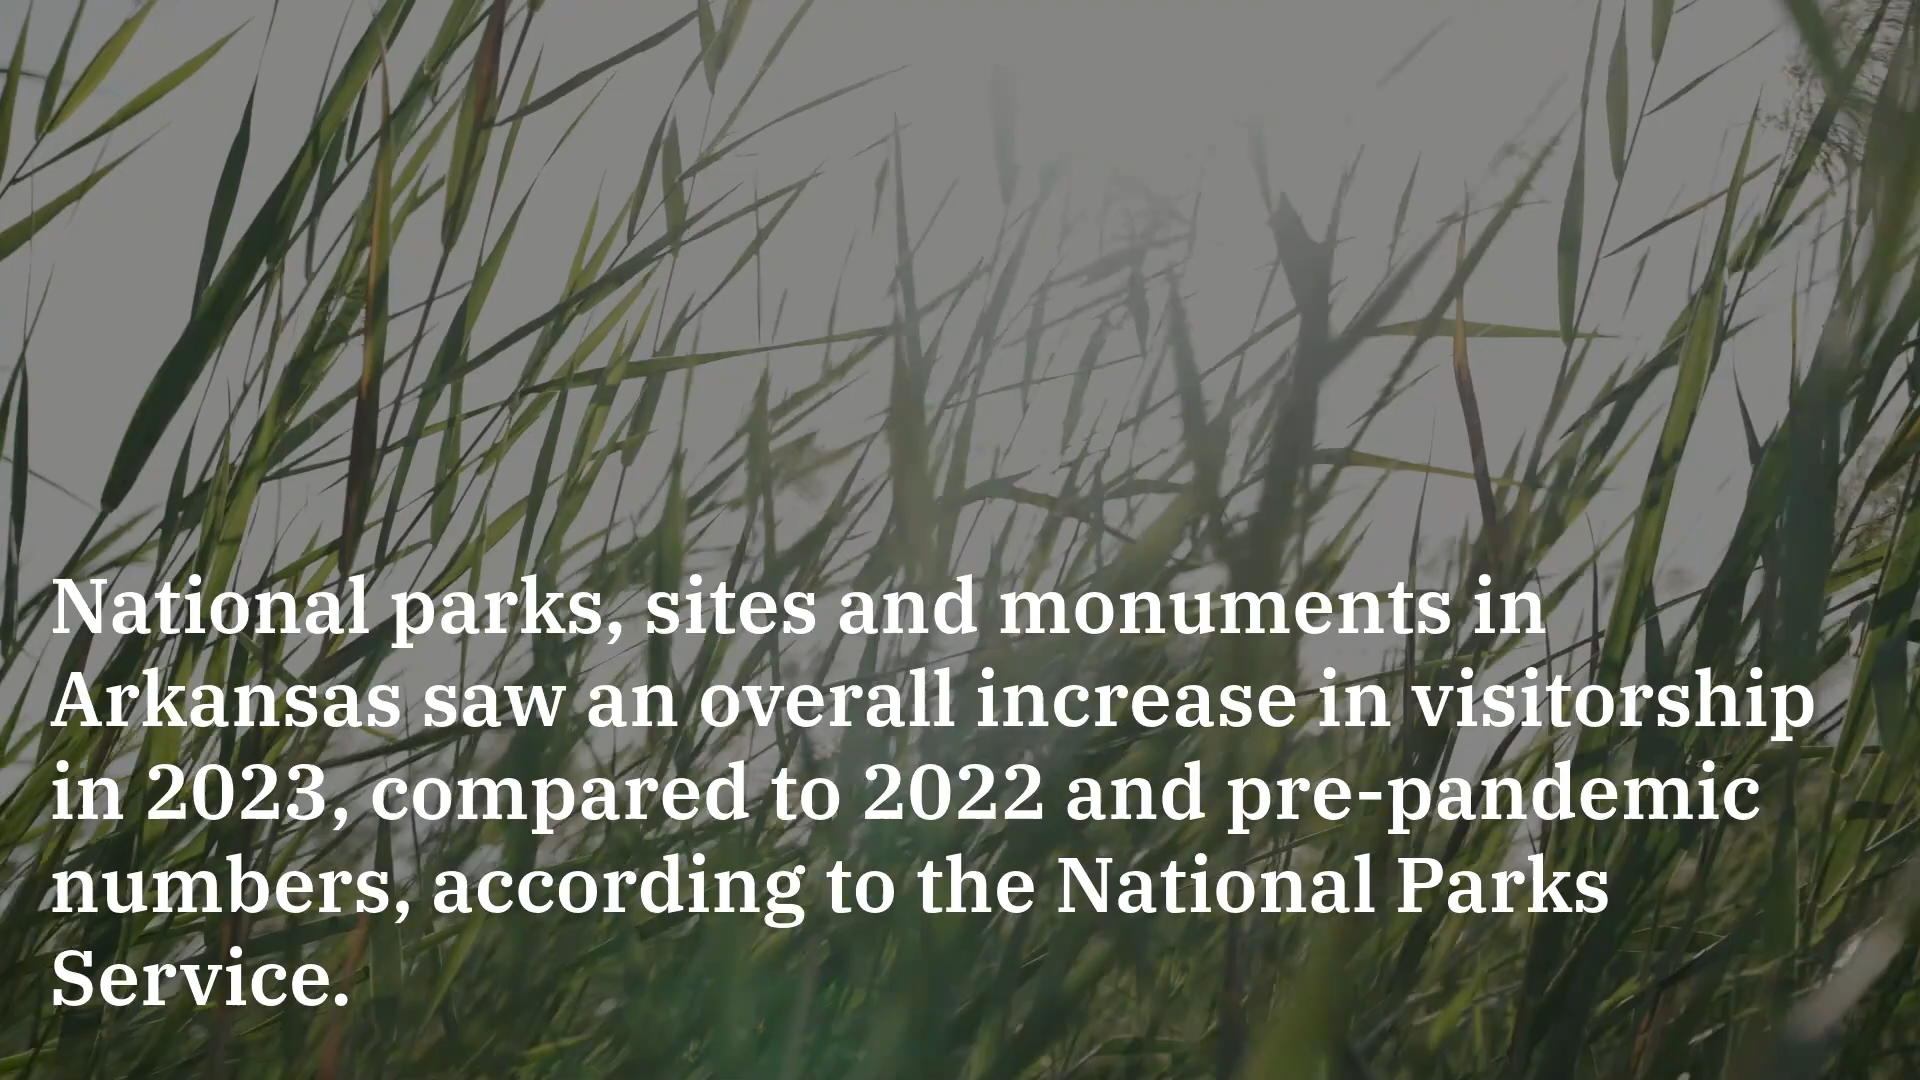 National parks, sites and monuments in
Arkansas saw an overall increase in visitorship
in 2023, compared to 2022 and pre-pandemic
numbers, according to the National Parks
Service.